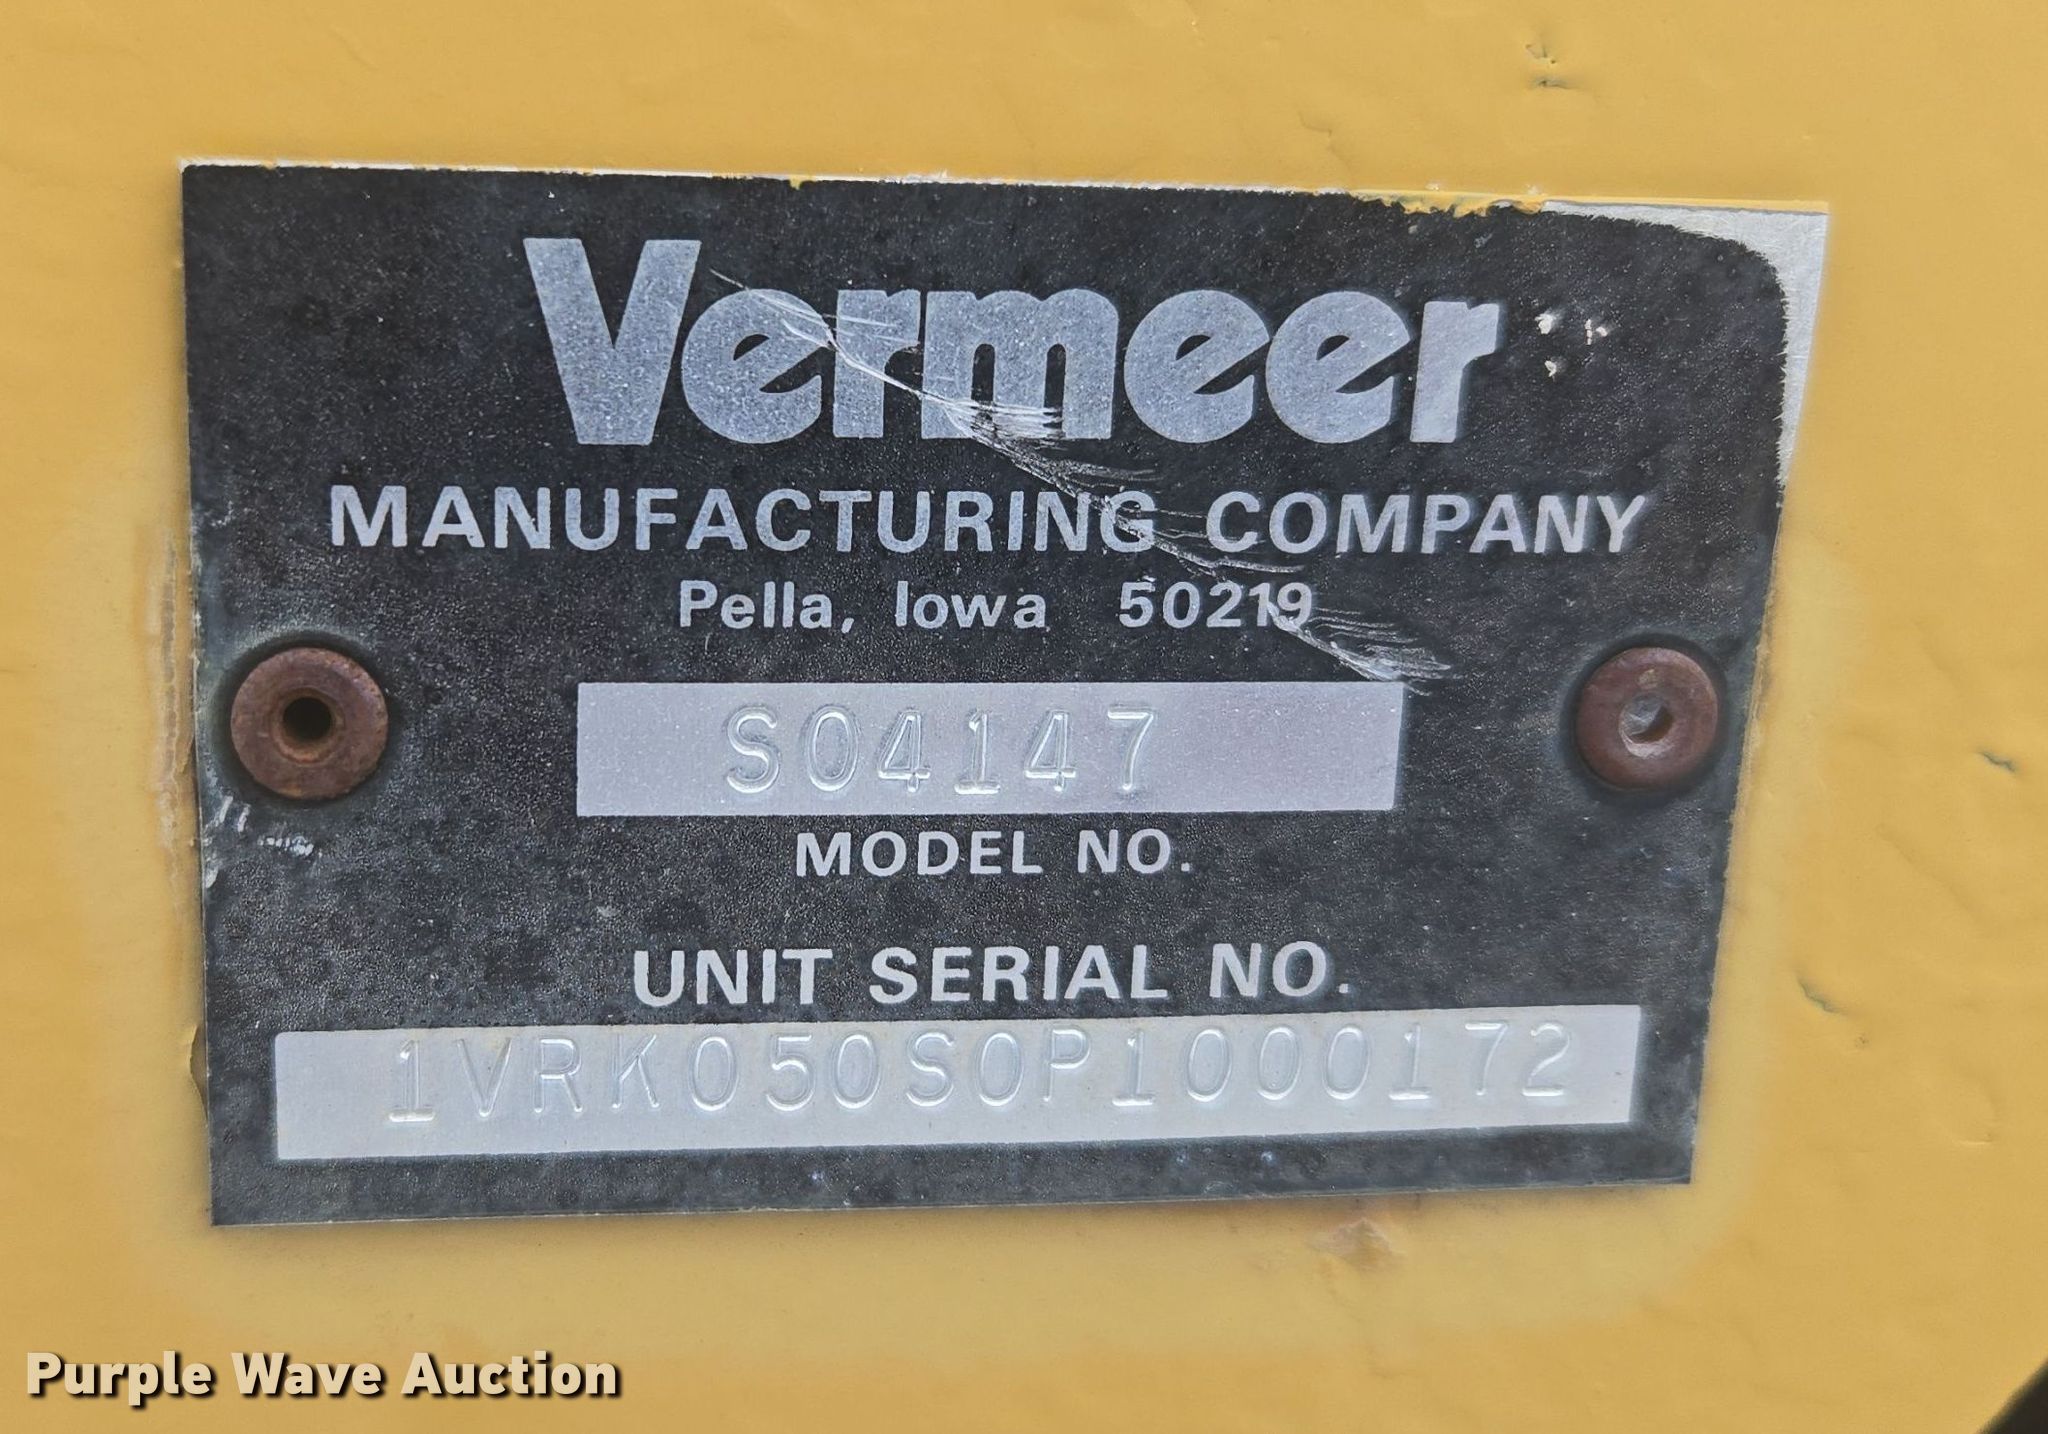 Vermeer
MANUFACTURING COMPANY
Pella, Iowa 50219
S04147
MODEL NO.
UNIT SERIAL NO.
1VRK050S0P1000172
Purple Wave Auction